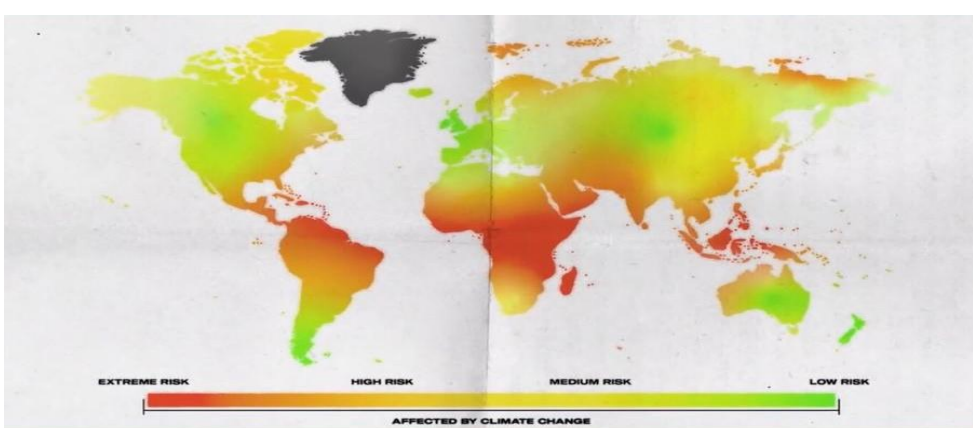 EXTREME RISK HIGH RISK MEDIUM RISK LOW RISK
AFFECTED BY CLIMATE CHANGE